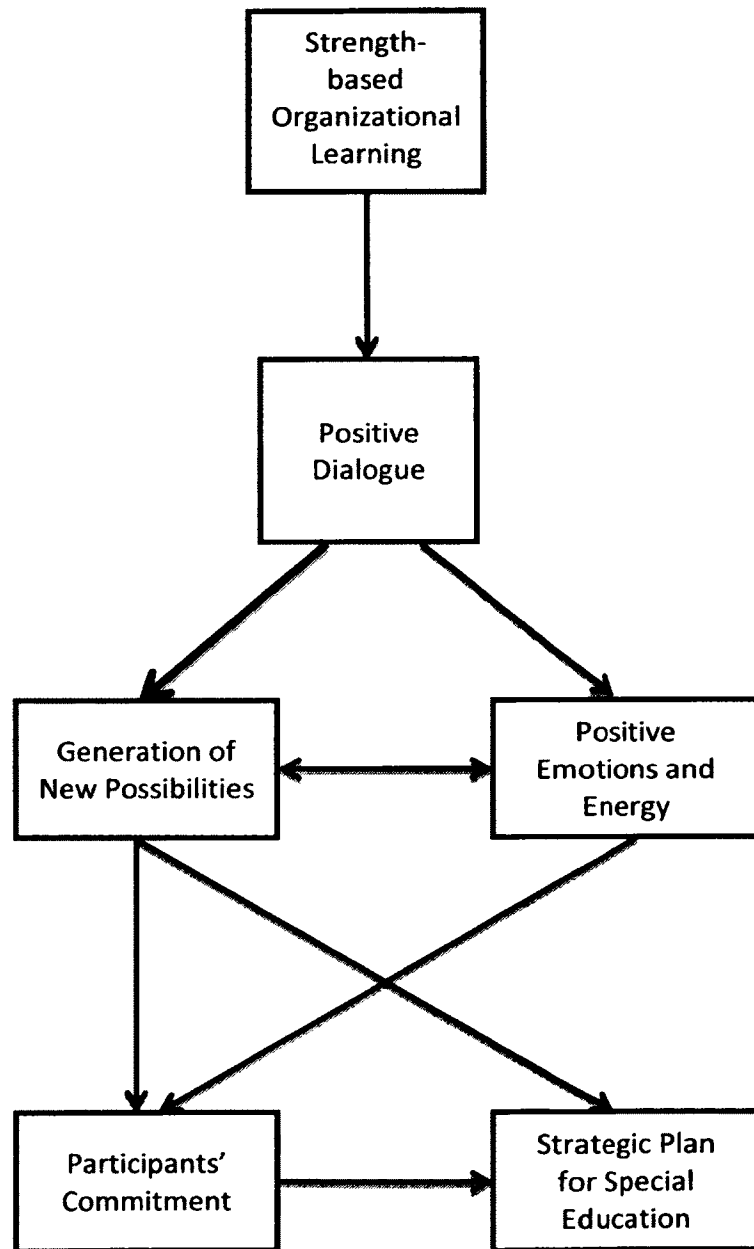 Strength-
based
Organizational
Learning
Positive
Dialogue
Generation of
New Possibilities
Positive
Emotions and
Energy
Participants’
Commitment
Strategic Plan
for Special
Education